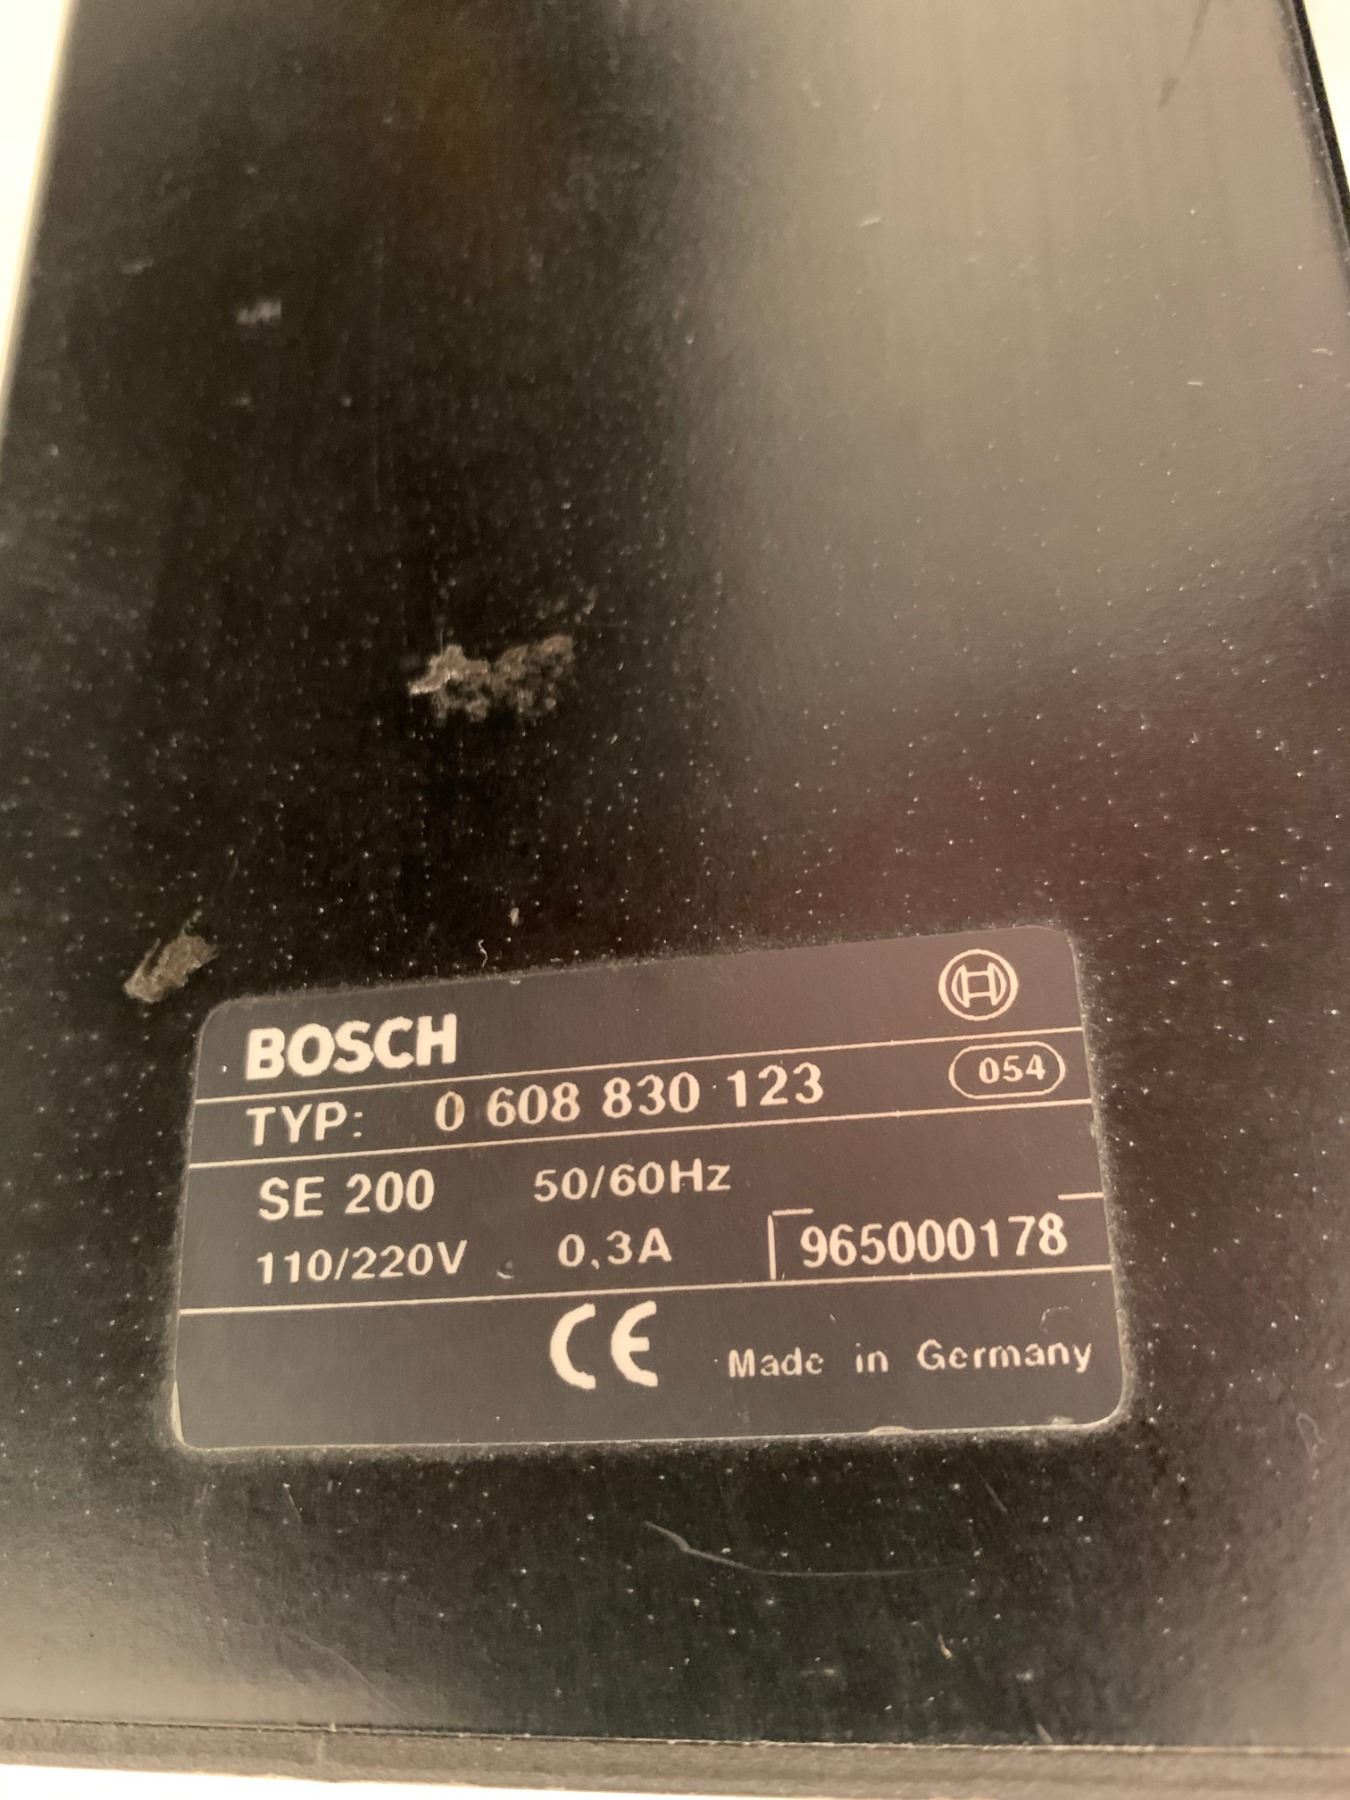 BOSCH
TYP: 0 608 830 123
054
SE 200 50/60Hz
110/220V 0,3A 965000178
CE Made in Germany